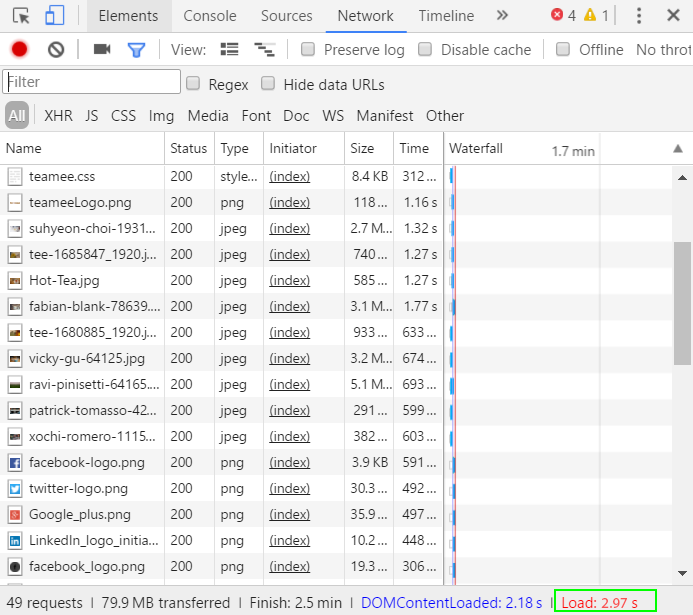 Elements Console Sources Network Timeline » 4 1
View: Preserve log Disable cache Offline No throt
Filter Regex Hide data URLs
All XHR JS CSS Img Media Font Doc WS Manifest Other
Name Status Type Initiator Size Time Waterfall 1.7 min
teamee.css 200 style... (index) 8.4 KB 312...
teameeLogo.png 200 png (index) 118... 1.16 s
suhyeon-choi-1931... 200 jpeg (index) 2.7 M... 1.32 s
tee-1685847_1920.j... 200 jpeg (index) 740... 1.27 s
Hot-Tea.jpg 200 jpeg (index) 585... 1.27 s
fabian-blank-78639.... 200 jpeg (index) 3.1 M... 1.77 s
tee-1680885_1920.j... 200 jpeg (index) 933... 633...
vicky-gu-64125.jpg 200 jpeg (index) 3.2 M... 674...
ravi-pinisetti-64165.... 200 jpeg (index) 5.1 M... 693...
patrick-tomasso-42... 200 jpeg (index) 291... 599...
xochi-romero-1115... 200 jpeg (index) 382... 603...
facebook-logo.png 200 png (index) 3.9 KB 591...
twitter-logo.png 200 png (index) 30.3... 492...
Google_plus.png 200 png (index) 35.9... 497...
LinkedIn_logo_initia... 200 png (index) 10.2... 448...
facebook_logo.png 200 png (index) 19.3... 306...
49 requests | 79.9 MB transferred | Finish: 2.5 min | DOMContentLoaded: 2.18 s | Load: 2.97 s